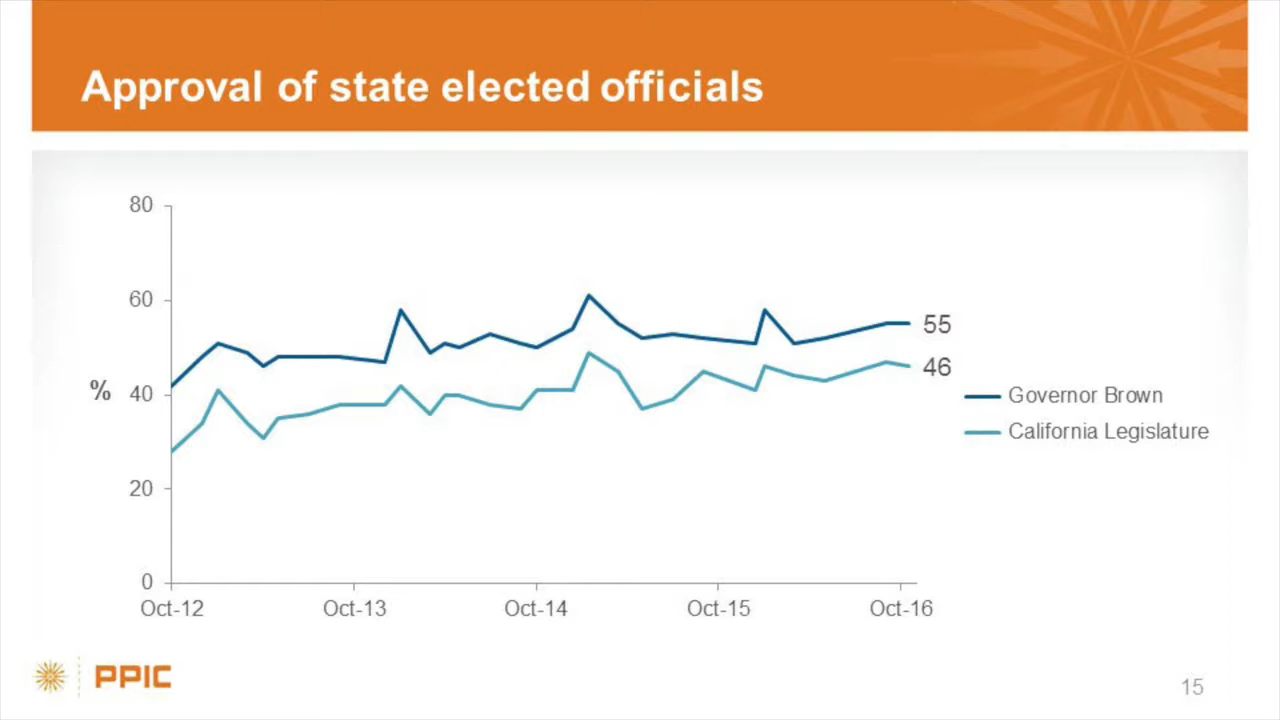 Approval of state elected officials
80
60
%
40
20
0
Oct-12 Oct-13 Oct-14 Oct-15 Oct-16
55
46
Governor Brown
California Legislature
PPIC
15